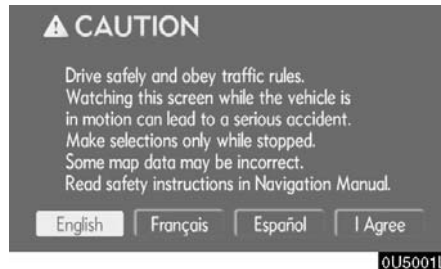 CAUTION
Drive safely and obey traffic rules.
Watching this screen while the vehicle is
in motion can lead to a serious accident.
Make selections only while stopped.
Some map data may be incorrect.
Read safety instructions in Navigation Manual.
English Français Español I Agree
0U5001I